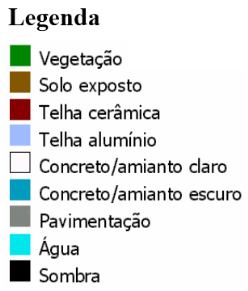 Legenda
Vegetação
Solo exposto
Telha cerâmica
Telha alumínio
Concreto/amianto claro
Concreto/amianto escuro
Pavimentação
Água
Sombra